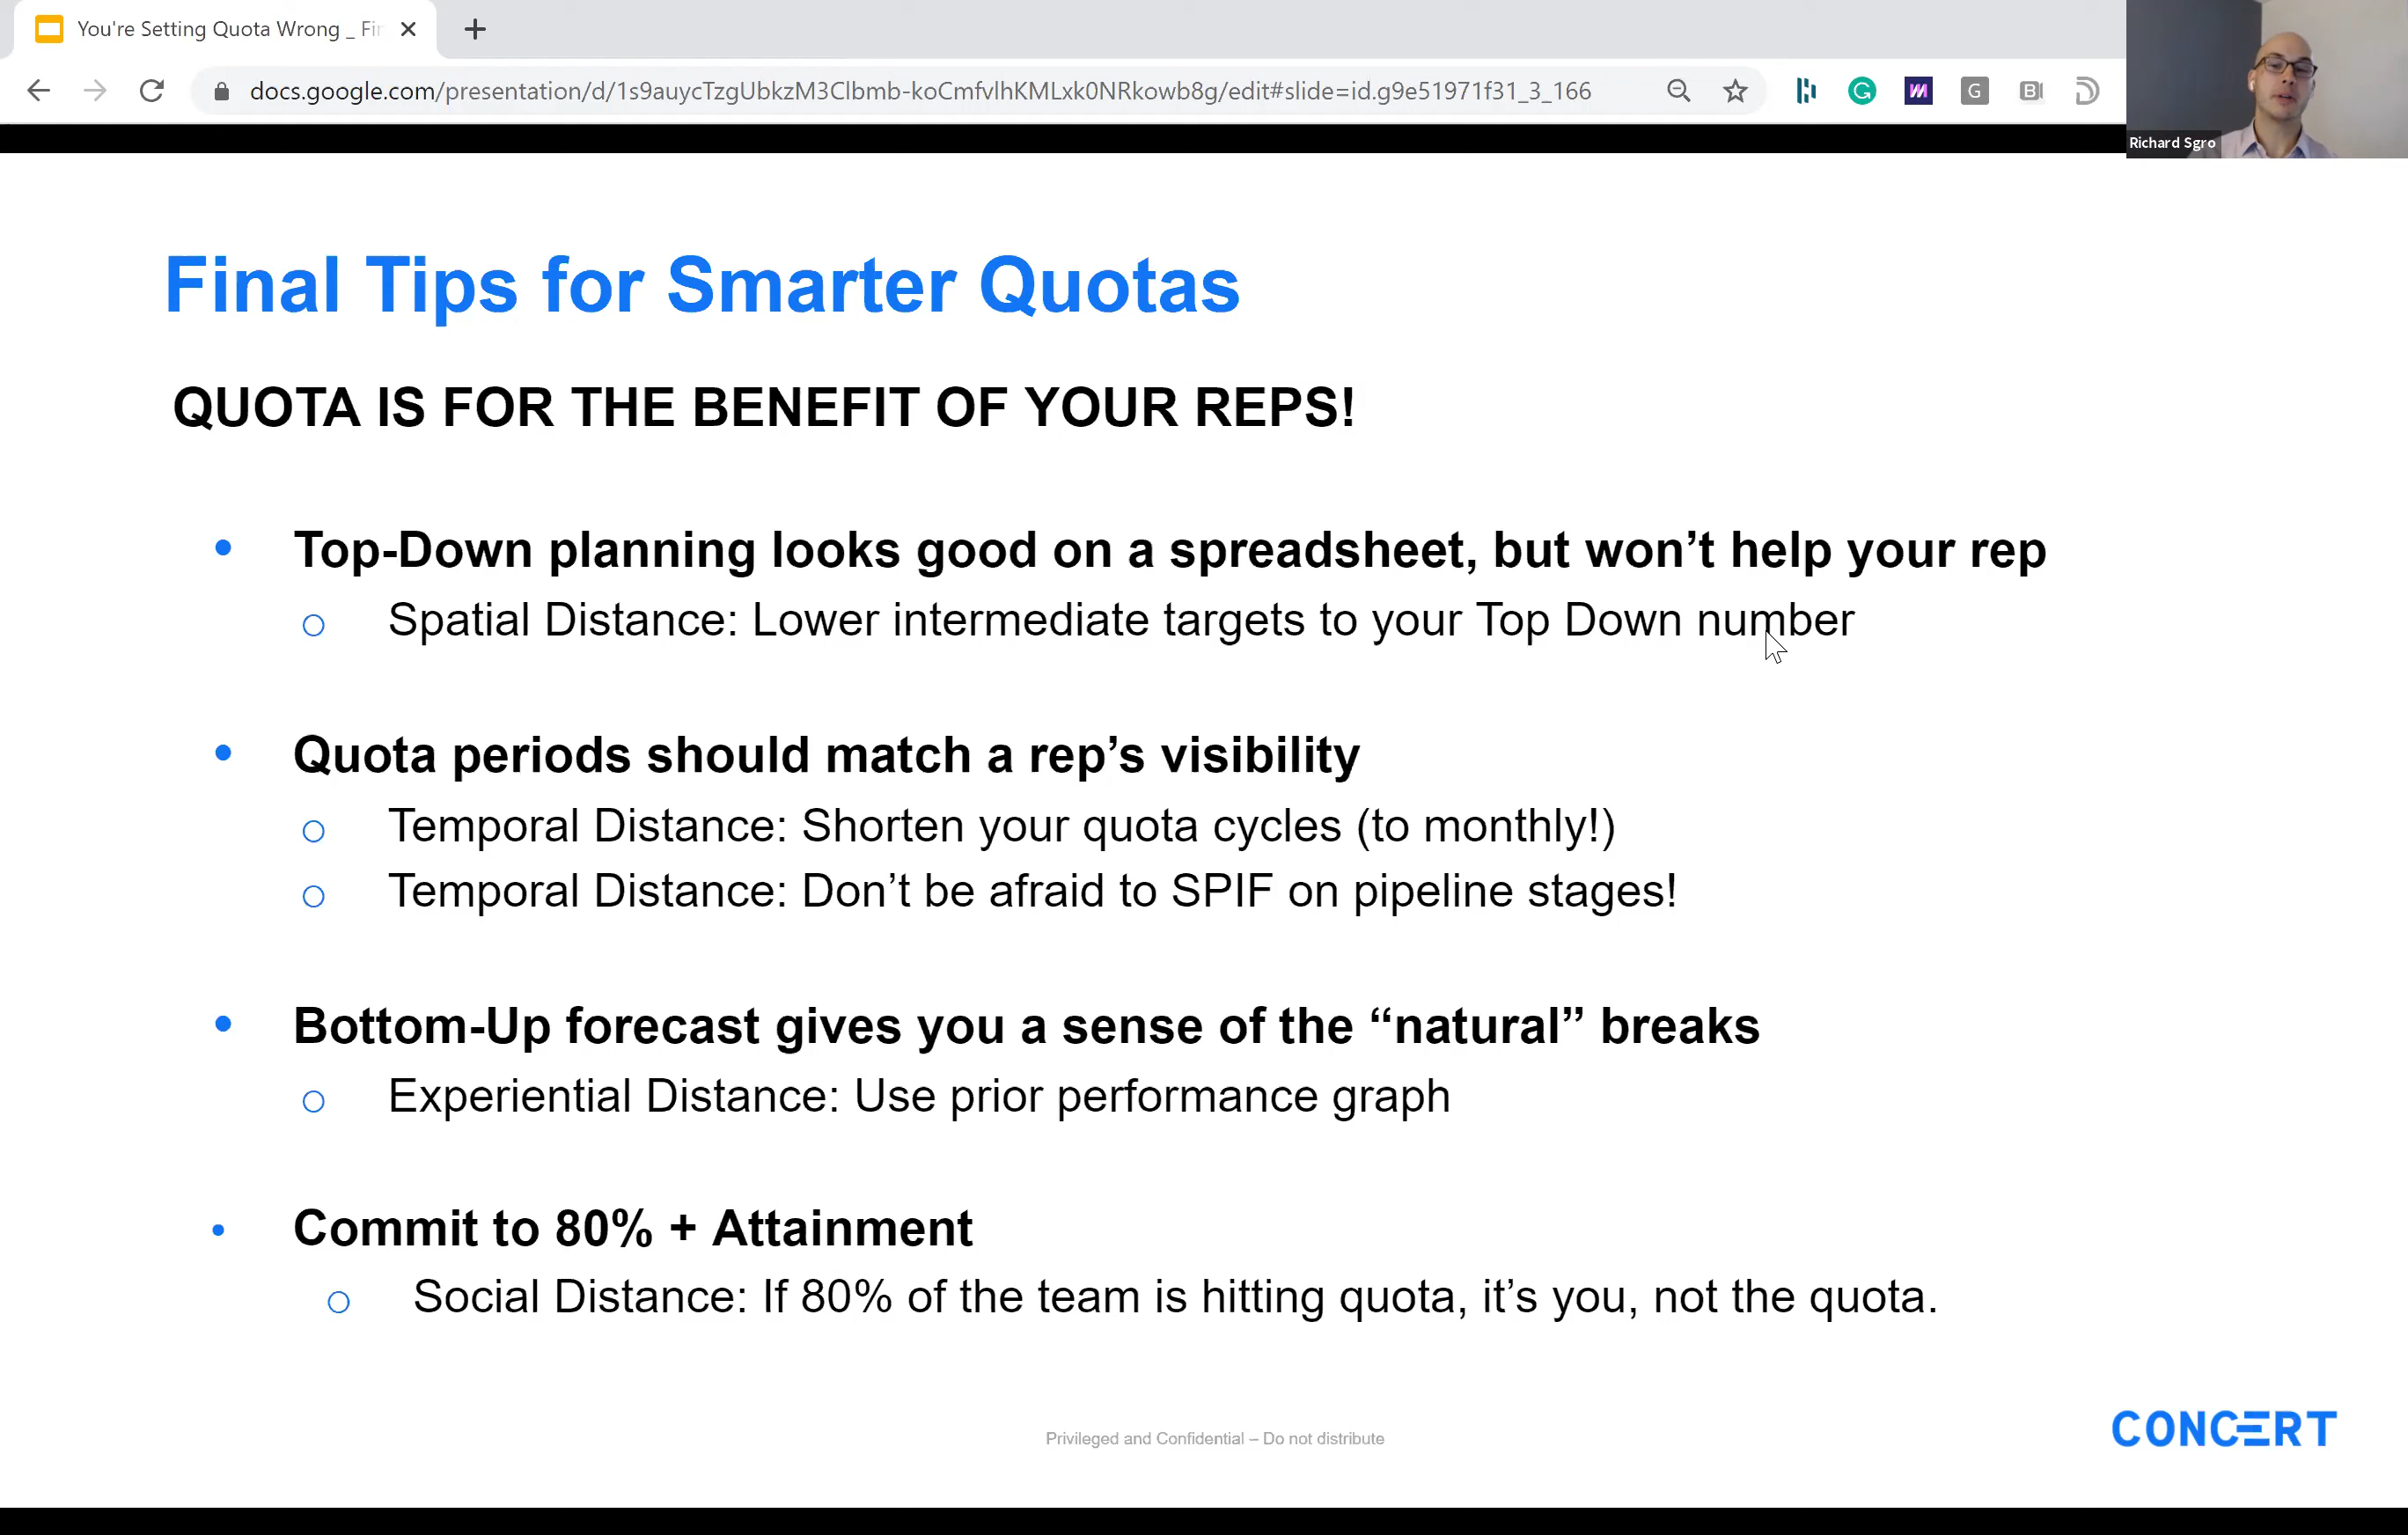 You're Setting Quota Wrong _ Fin
docs.google.com/presentation/d/1s9auycTzgUbkzM3Clbmb-koCmfvlhKMLxk0NRkowb8g/edit#slide=id.g9e51971f31_3_166
Richard Sgro
Final Tips for Smarter Quotas
QUOTA IS FOR THE BENEFIT OF YOUR REPS!
• Top-Down planning looks good on a spreadsheet, but won’t help your rep
○ Spatial Distance: Lower intermediate targets to your Top Down number
• Quota periods should match a rep’s visibility
○ Temporal Distance: Shorten your quota cycles (to monthly!)
○ Temporal Distance: Don’t be afraid to SPIF on pipeline stages!
• Bottom-Up forecast gives you a sense of the “natural” breaks
○ Experiential Distance: Use prior performance graph
• Commit to 80% + Attainment
○ Social Distance: If 80% of the team is hitting quota, it’s you, not the quota.
Privileged and Confidential – Do not distribute
CONCERT